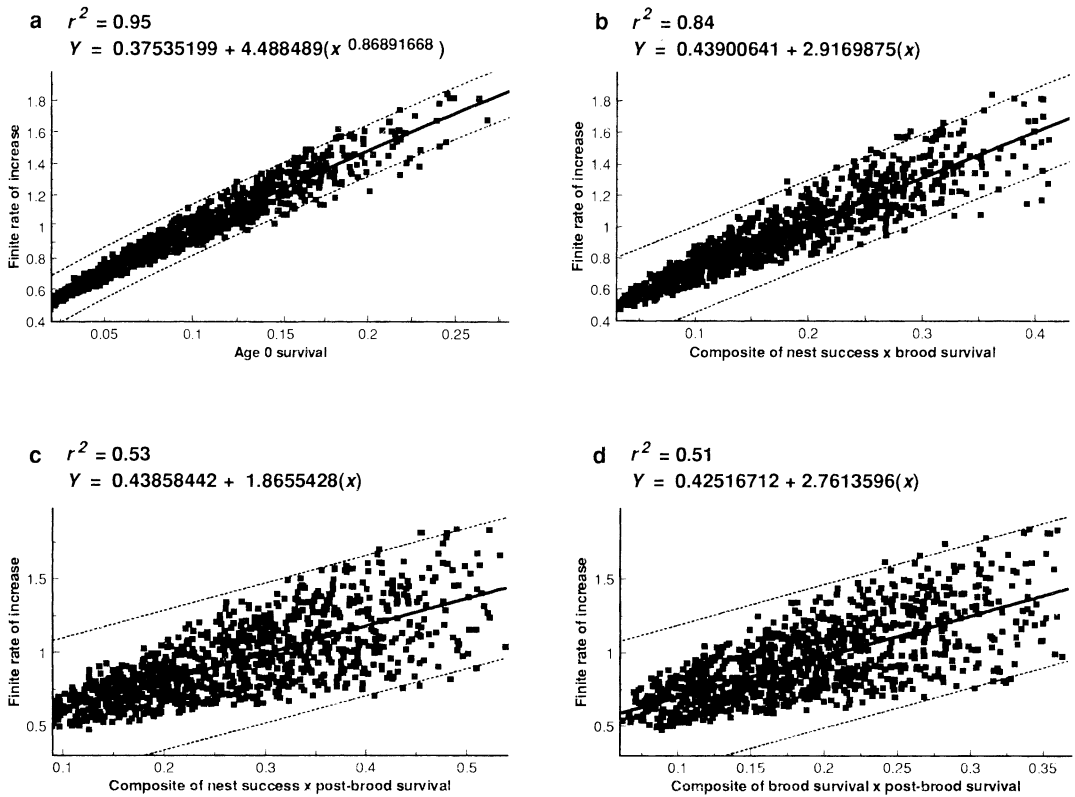 a r² = 0.95
Y = 0.37535199 + 4.488489(x 0.86891668 )
Finite rate of increase
1.8
1.6
1.4
1.2
1
0.8
0.6
0.4
0.05 0.1 0.15 0.2 0.25
Age 0 survival
b r² = 0.84
Y = 0.43900641 + 2.9169875(x)
Finite rate of increase
1.8
1.6
1.4
1.2
1
0.8
0.6
0.4
0.1 0.2 0.3 0.4
Composite of nest success x brood survival
c r² = 0.53
Y = 0.43858442 + 1.8655428(x)
Finite rate of increase
1.5
1
0.5
0.1 0.2 0.3 0.4 0.5
Composite of nest success x post-brood survival
d r² = 0.51
Y = 0.42516712 + 2.7613596(x)
Finite rate of increase
1.5
1
0.5
0.1 0.15 0.2 0.25 0.3 0.35
Composite of brood survival x post-brood survival